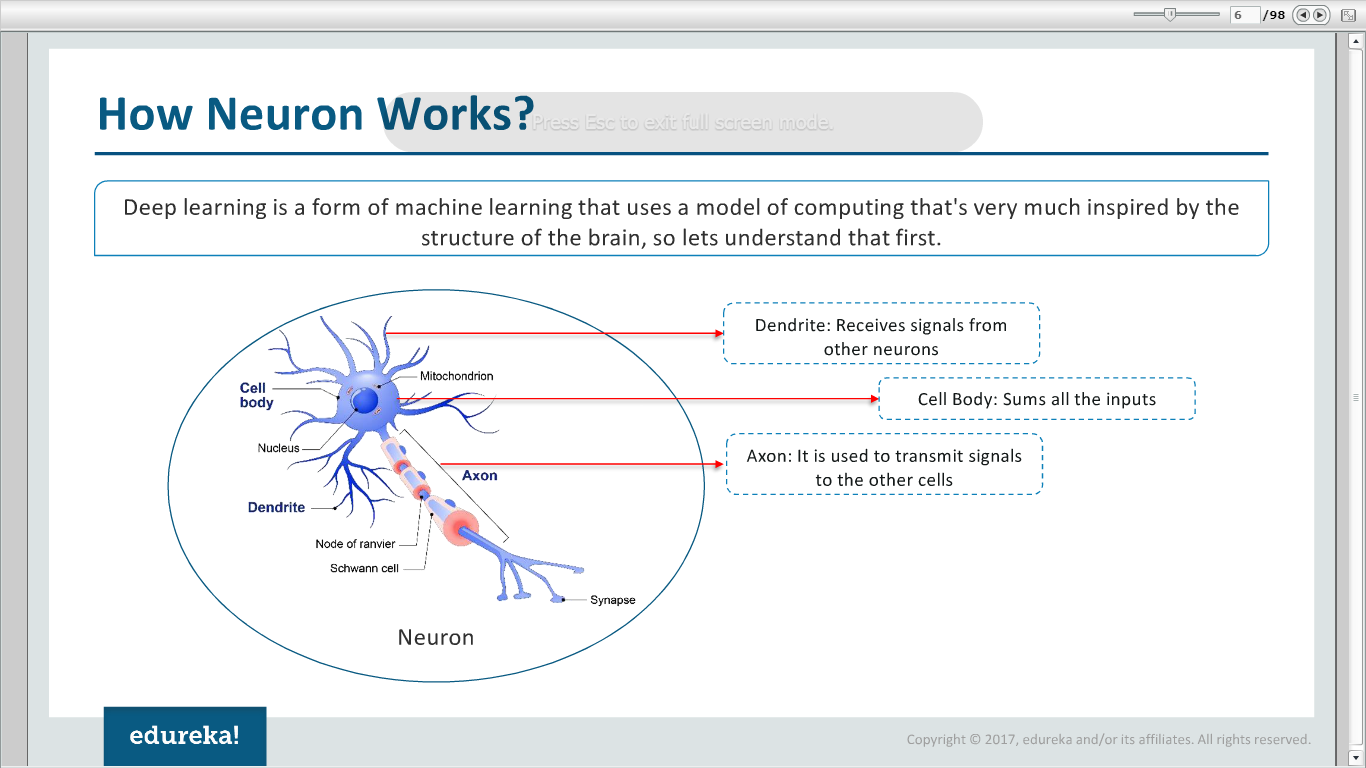 6 /98
How Neuron Works?
Press Esc to exit full screen mode.
Deep learning is a form of machine learning that uses a model of computing that's very much inspired by the
structure of the brain, so lets understand that first.
Dendrite: Receives signals from
other neurons
Mitochondrion
Cell
body
Cell Body: Sums all the inputs
Nucleus
Axon: It is used to transmit signals
to the other cells
Axon
Dendrite
Node of ranvier
Schwann cell
Synapse
Neuron
edureka!
Copyright © 2017, edureka and/or its affiliates. All rights reserved.